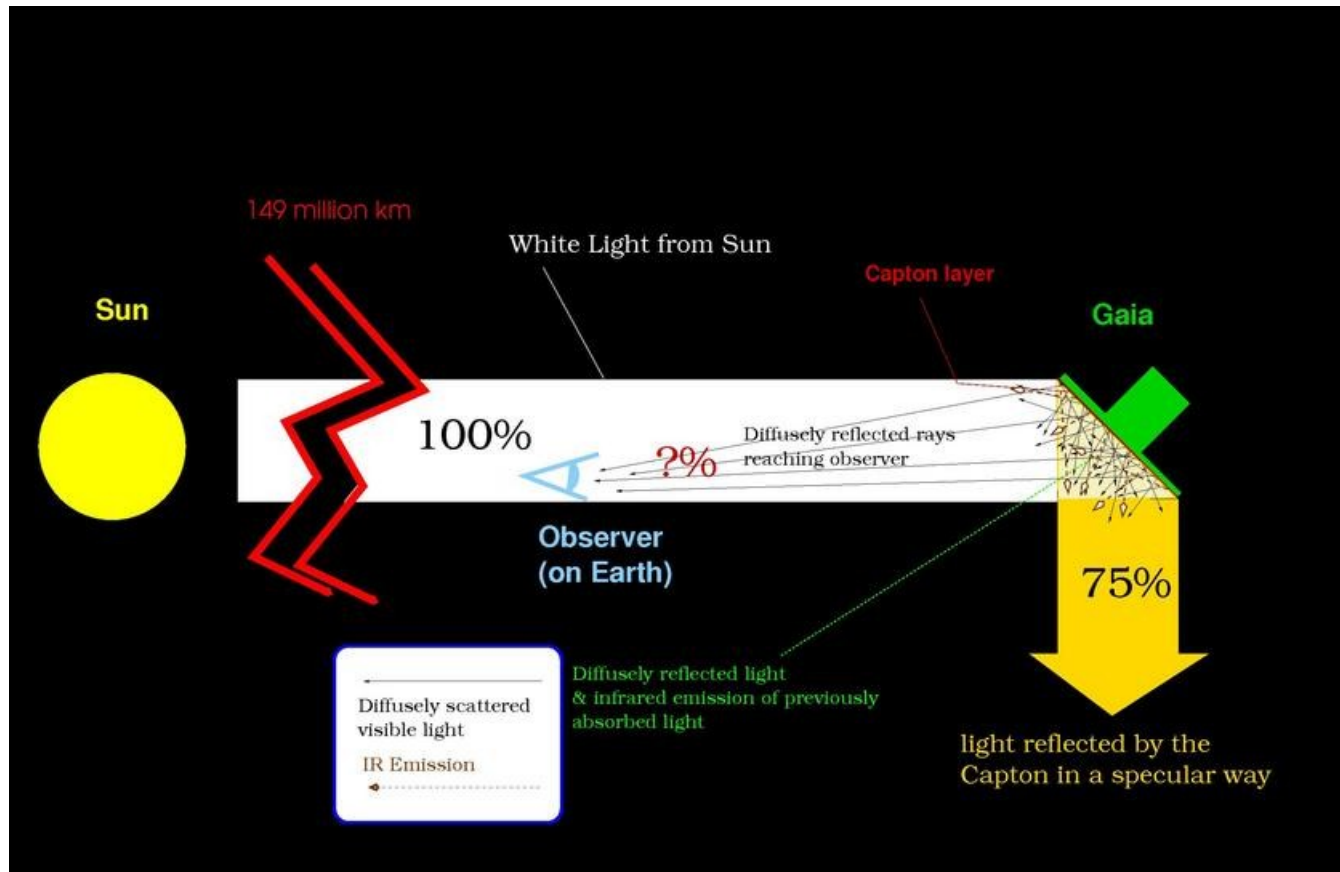 149 million km
White Light from Sun
Capton layer
Sun
Gaia
100%
?%
Diffusely reflected rays
reaching observer
Observer
(on Earth)
75%
Diffusely scattered
visible light
IR Emission
Diffusely reflected light
& infrared emission of previously
absorbed light
light reflected by the
Capton in a specular way